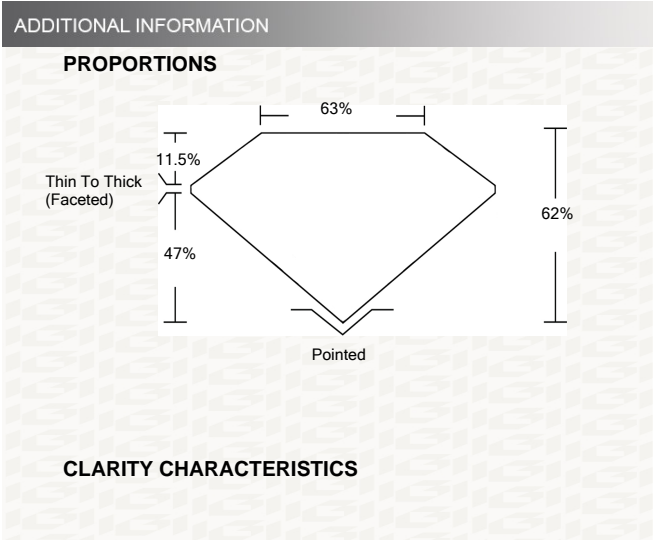 ADDITIONAL INFORMATION
PROPORTIONS
63%
11.5%
Thin To Thick
(Faceted)
62%
47%
Pointed
CLARITY CHARACTERISTICS